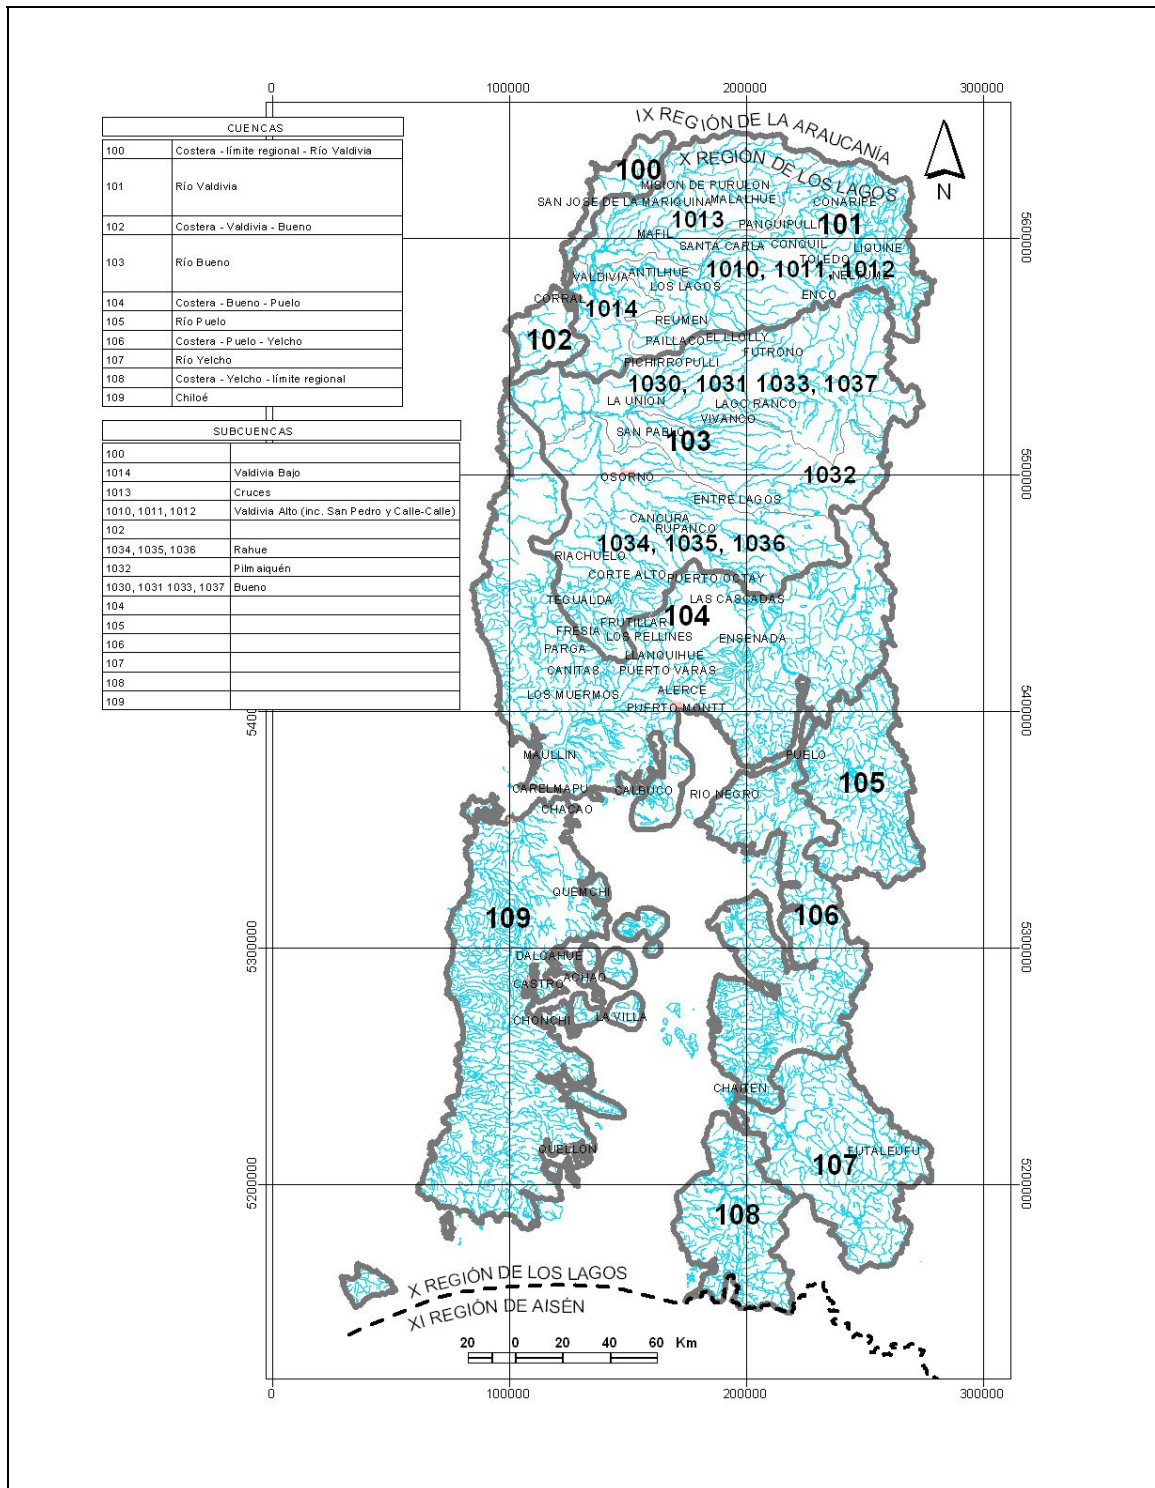 0 100000 200000 300000
IX REGIÓN DE LA ARAUCANÍA
X REGIÓN DE LOS LAGOS
N
CUENCAS
100 Costera - límite regional - Río Valdivia
101 Río Valdivia
102 Costera - Valdivia - Bueno
103 Río Bueno
104 Costera - Bueno - Puelo
105 Río Puelo
106 Costera - Puelo - Yelcho
107 Río Yelcho
108 Costera - Yelcho - límite regional
109 Chiloé
SUBCUENCAS
100
1014 Valdivia Bajo
1013 Cruces
1010, 1011, 1012 Valdivia Alto (inc. San Pedro y Calle-Calle)
102
1034, 1035, 1036 Rahue
1032 Pilmaiquén
1030, 1031 1033, 1037 Bueno
104
105
106
107
108
109
100
MISION DE PURULON
SAN JOSE DE LA MARIQUINA
MALALHUE
CONARIPE
1013
PANGUIPULLI
101
MAFIL
SANTA CARLA
CONQUIL
LIQUINE
5600000
TOLEDO
VALDIVIA
ANTILHUE
1010, 1011, 1012
NELTUME
LOS LAGOS
CORRAL
ENCO
1014
REUMEN
102
PAILLACO
EL LLOLLY
FUTRONO
PICHIRROPULLI
1030, 1031 1033, 1037
LA UNION
LAGO RANCO
VIVANCO
SAN PABLO
103
OSORNO
1032
5500000
ENTRE LAGOS
CANCURA
RUPANCO
1034, 1035, 1036
RIACHUELO
CORTE ALTO
PUERTO OCTAY
TEGUALDA
LAS CASCADAS
104
FRUTILLAR
FRESIA
LOS PELLINES
ENSENADA
PARGA
LLANQUIHUE
CANITAS
PUERTO VARAS
LOS MUERMOS
ALERCE
PUERTO MONTT
5400000
MAULLIN
PUELO
105
CARELMAPU
CALBUCO
RIO NEGRO
CHACAO
QUEMCHI
109
106
5300000 5300000
DALCAHUE
CASTRO
ACHAO
CHONCHI
LA VILLA
CHAITEN
QUELLON
FUTALEUFU
107
5200000 5200000
108
X REGIÓN DE LOS LAGOS
XI REGIÓN DE AISÉN
20 0 20 40 60 Km
0 100000 200000 300000